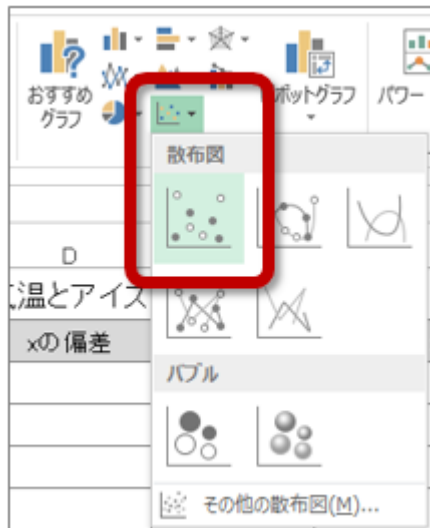 おすすめ
グラフ
ボットグラフ
パワー
散布図
D
温とアイス
xの偏差
バブル
その他の散布図(M)...